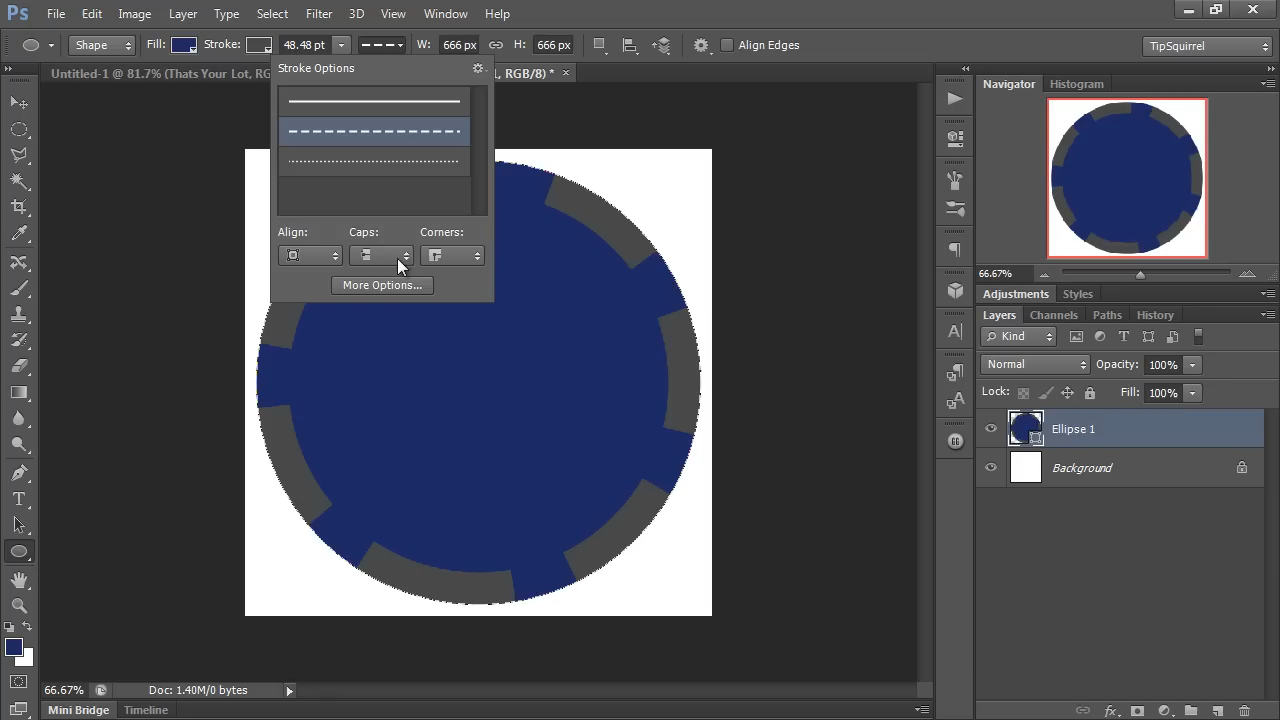 Ps File Edit Image Layer Type Select Filter 3D View Window Help
Shape Fill: Stroke: 48.48 pt W: 666 px H: 666 px Align Edges TipSquirrel
Untitled-1 @ 81.7% (Thats Your Lot, RG
1, RGB/8) *
Stroke Options
Align: Caps: Corners:
More Options...
Navigator Histogram
66.67%
Adjustments Styles
Layers Channels Paths History
Kind
Normal Opacity: 100%
Lock: Fill: 100%
Ellipse 1
Background
66.67% Doc: 1.40M/0 bytes
Mini Bridge Timeline